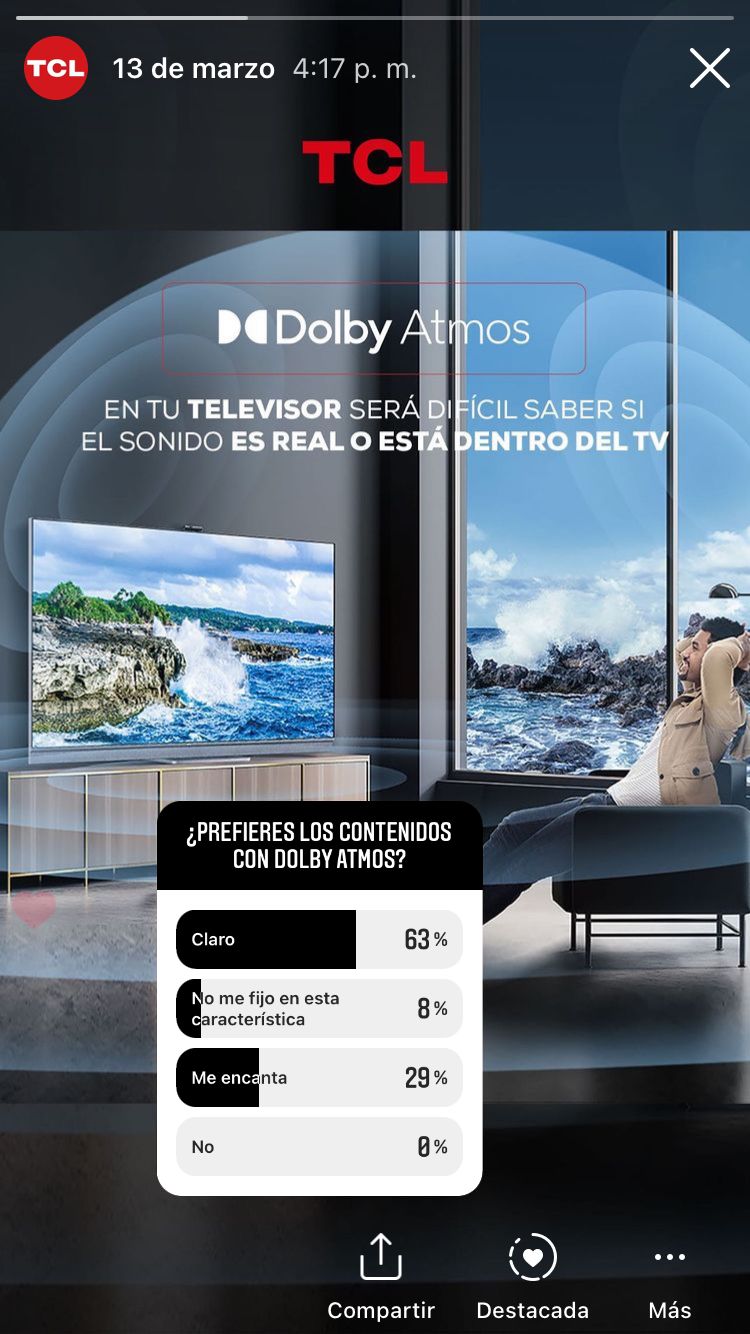 TCL 13 de marzo 4:17 p. m.
TCL
Dolby Atmos
EN TU TELEVISOR SERÁ DIFÍCIL SABER SI
EL SONIDO ES REAL O ESTÁ DENTRO DEL TV
¿PREFIERES LOS CONTENIDOS
CON DOLBY ATMOS?
Claro 63%
No me fijo en esta
característica 8%
Me encanta 29%
No 0%
Compartir Destacada Más